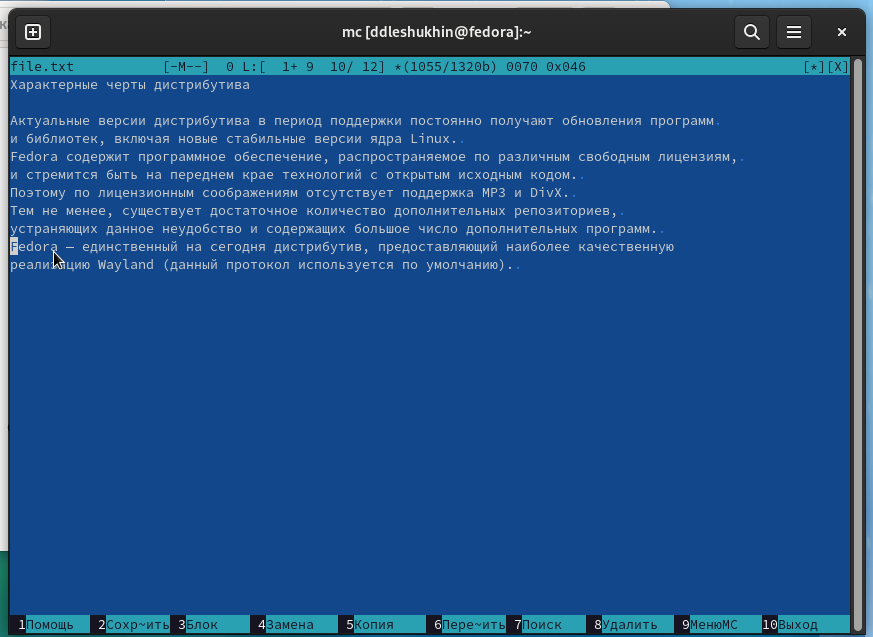 mc [ddleshukhin@fedora]:~
file.txt [-M--] 0 L:[ 1+ 9 10/ 12] *(1055/1320b) 0070 0x046 [*][X]
Характерные черты дистрибутива
Актуальные версии дистрибутива в период поддержки постоянно получают обновления программ.
и библиотек, включая новые стабильные версии ядра Linux..
Fedora содержит программное обеспечение, распространяемое по различным свободным лицензиям,.
и стремится быть на переднем крае технологий с открытым исходным кодом..
Поэтому по лицензионным соображениям отсутствует поддержка MP3 и DivX..
Тем не менее, существует достаточное количество дополнительных репозиториев,.
устраняющих данное неудобство и содержащих большое число дополнительных программ..
Fedora — единственный на сегодня дистрибутив, предоставляющий наиболее качественную
реализацию Wayland (данный протокол используется по умолчанию)..
1Помощь 2Сохр~ить 3Блок 4Замена 5Копия 6Пере~ить 7Поиск 8Удалить 9МенюMC 10Выход